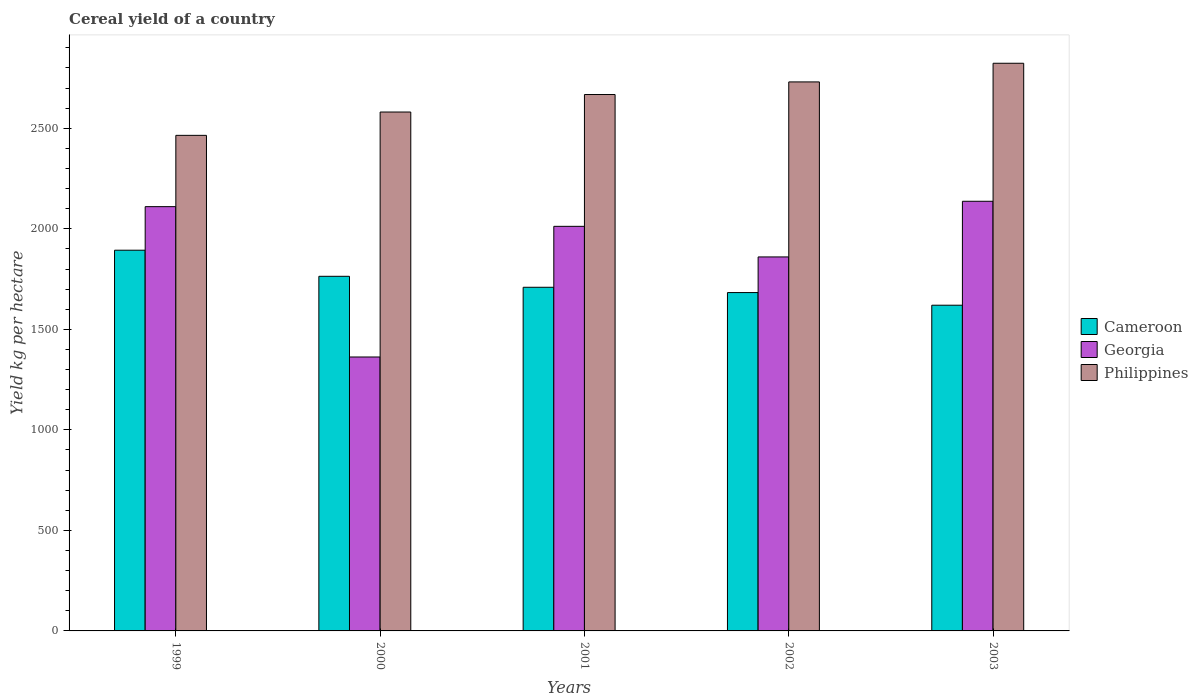 Cereal yield of a country
Yield kg per hectare
2500
2000
1500
1000
500
0
1999
2000
2001
2002
2003
Years
Cameroon
Georgia
Philippines